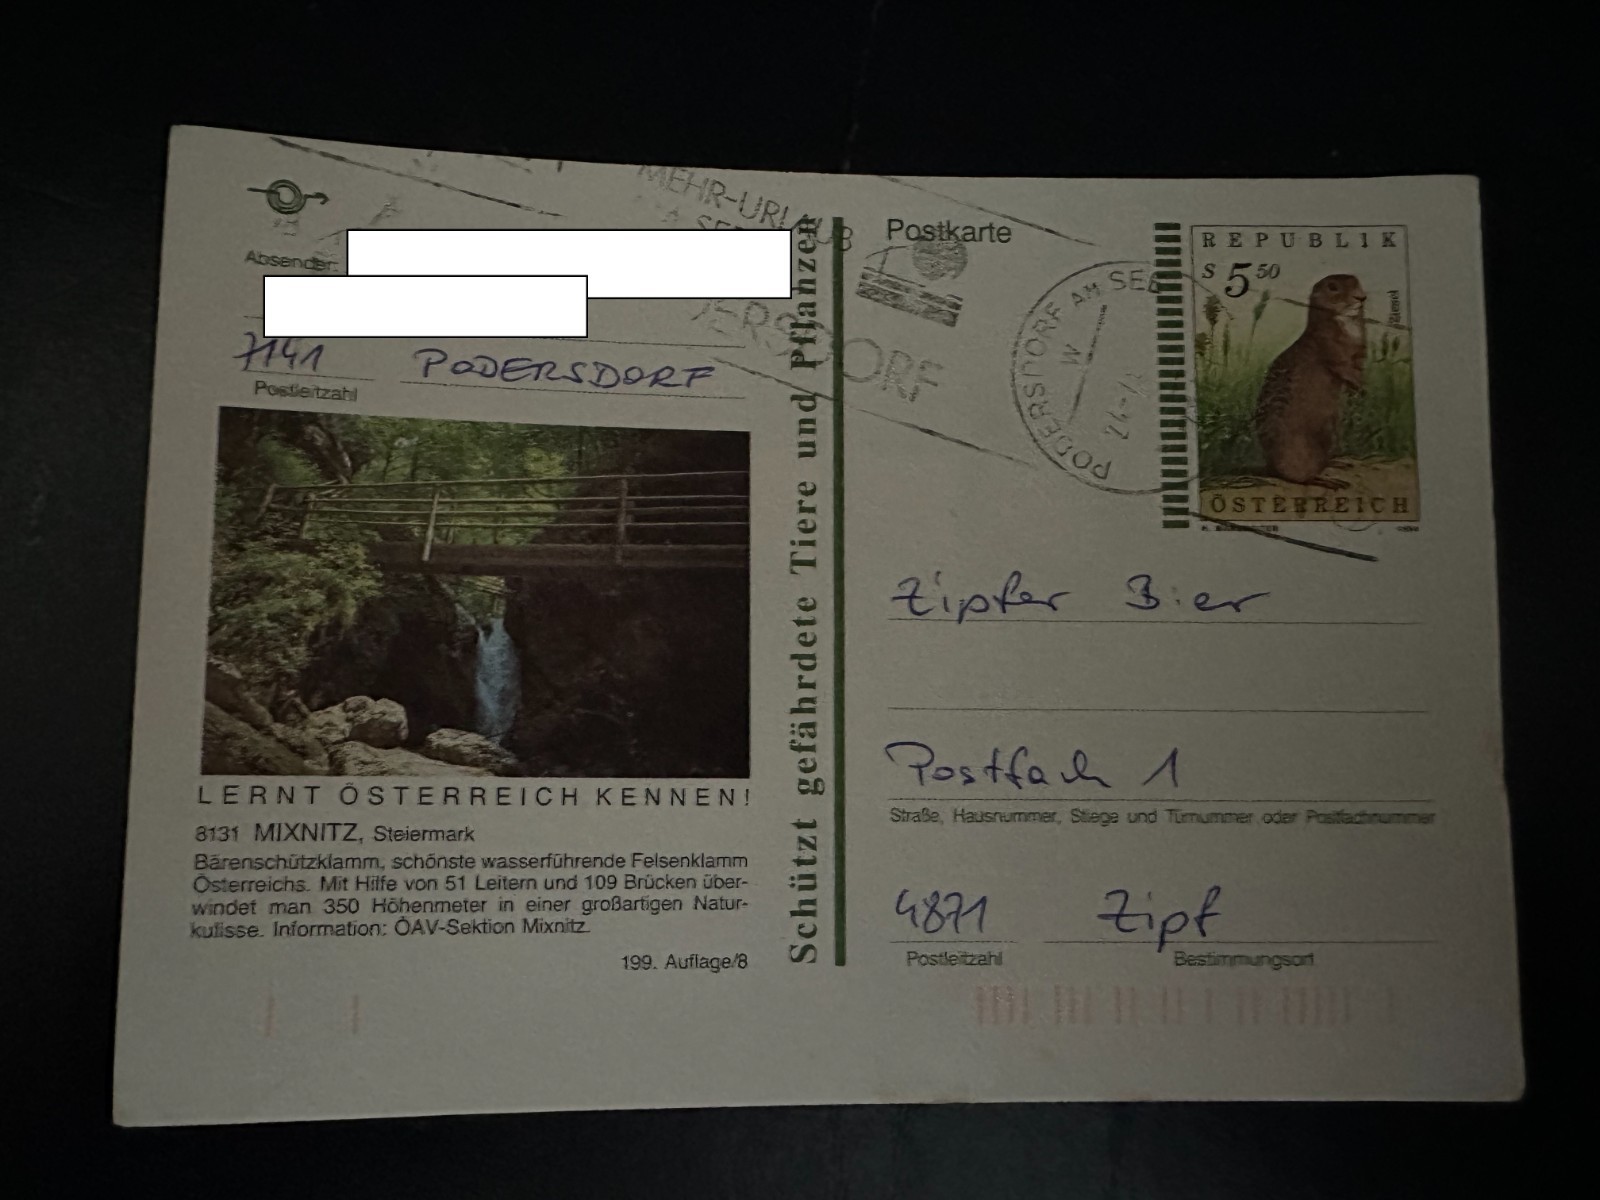 MEHR-URLAUB
Absender:
7141 PODERSDORF
Postleitzahl
LERNT ÖSTERREICH KENNEN!
8131 MIXNITZ, Steiermark
Bärenschützklamm, schönste wasserführende Felsenklamm
Österreichs. Mit Hilfe von 51 Leitern und 109 Brücken über-
windet man 350 Höhenmeter in einer großartigen Natur-
kulisse. Information: ÖAV-Sektion Mixnitz.
199. Auflage/8
Schützt gefährdete Tiere und Pflanzen
Postkarte
PODERSDORF AM SEE
REPUBLIK
S 5 50
Ziesel
ÖSTERREICH
Zipfer Bier
Postfach 1
Straße, Hausnummer, Stiege und Türnummer oder Postfachnummer
4871 Zipf
Postleitzahl Bestimmungsort